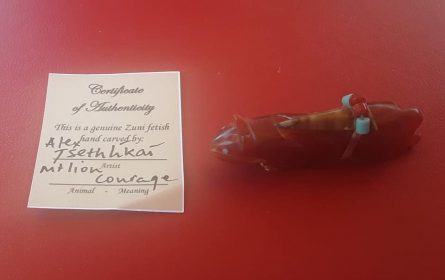 Certificate
of Authenticity
This is a genuine Zuni fetish
hand carved by:
Alex
Tsethlikai
Artist
Mt lion
Courage
Animal - Meaning